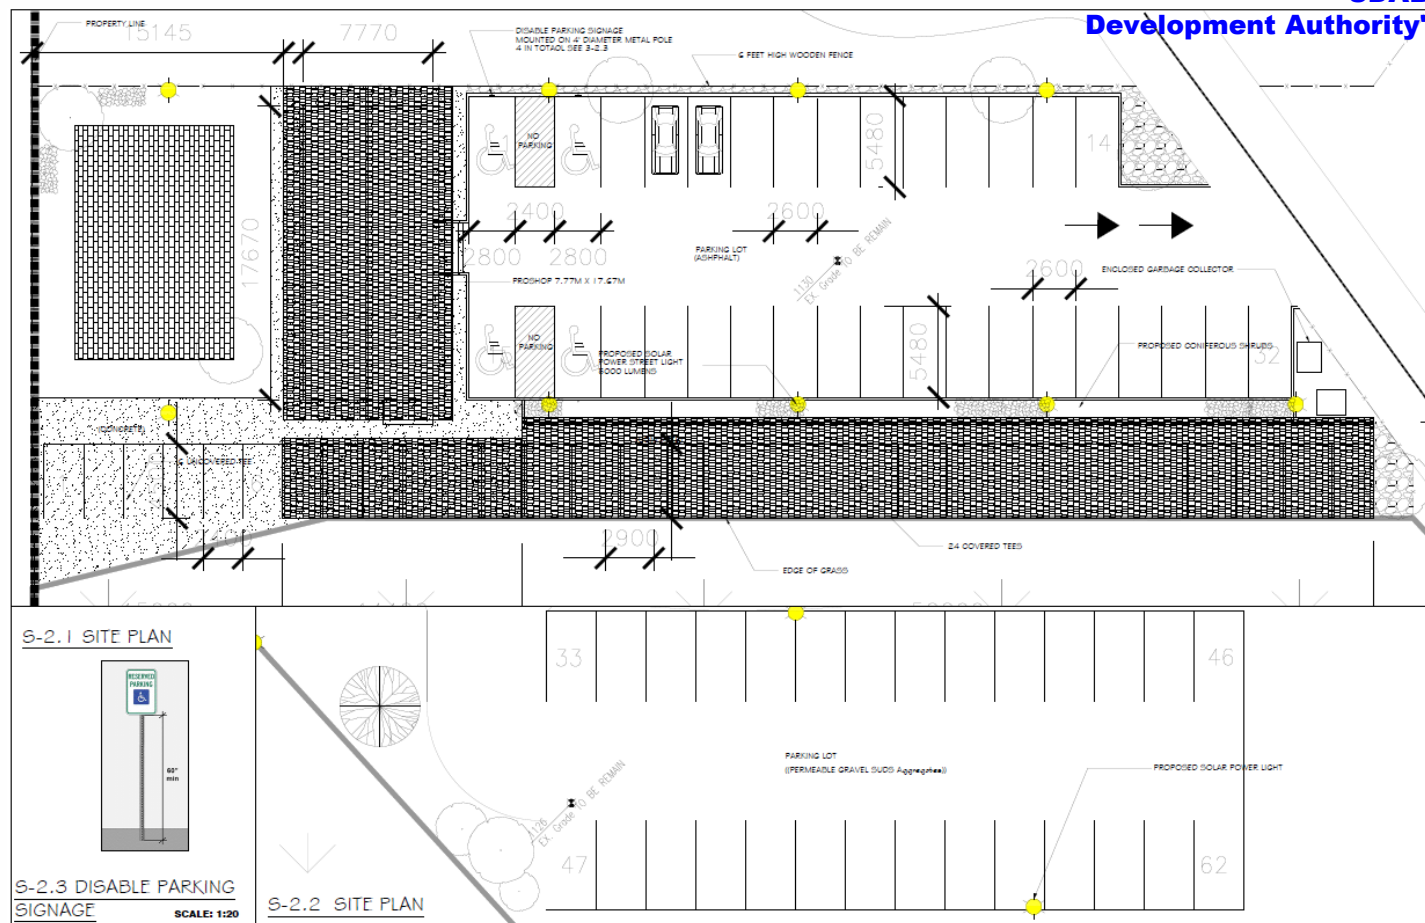 Development Authority'
PROPERTY LINE
15145
7770
DISABLE PARKING SIGNAGE
MOUNTED ON 4' DIAMETER METAL POLE
4 IN TOTAOL SEE 3-2.3
6 FEET HIGH WOODEN FENCE
NO
PARKING
5480
14
17670
2400
2600
2800
2800
PARKING LOT
(ASHPHALT)
1130
EX. Grade TO BE REMAIN
2600
ENCLOSED GARBAGE COLLECTOR
PROSHOP 7.77M X 17.67M
NO
PARKING
PROPOSED SOLAR
POWER STREET LIGHT
5480
PROPOSED CONIFEROUS SHRUBS
32
(CONCRETE)
2900
24 COVERED TEES
EDGE OF GRASS
S-2.1 SITE PLAN
RESERVED
PARKING
60"
min
S-2.3 DISABLE PARKING
SIGNAGE
SCALE: 1:20
33
46
PARKING LOT
((PERMEABLE GRAVEL SUDS Aggregates))
PROPOSED SOLAR POWER LIGHT
1126
EX. Grade TO BE REMAIN
47
62
S-2.2 SITE PLAN